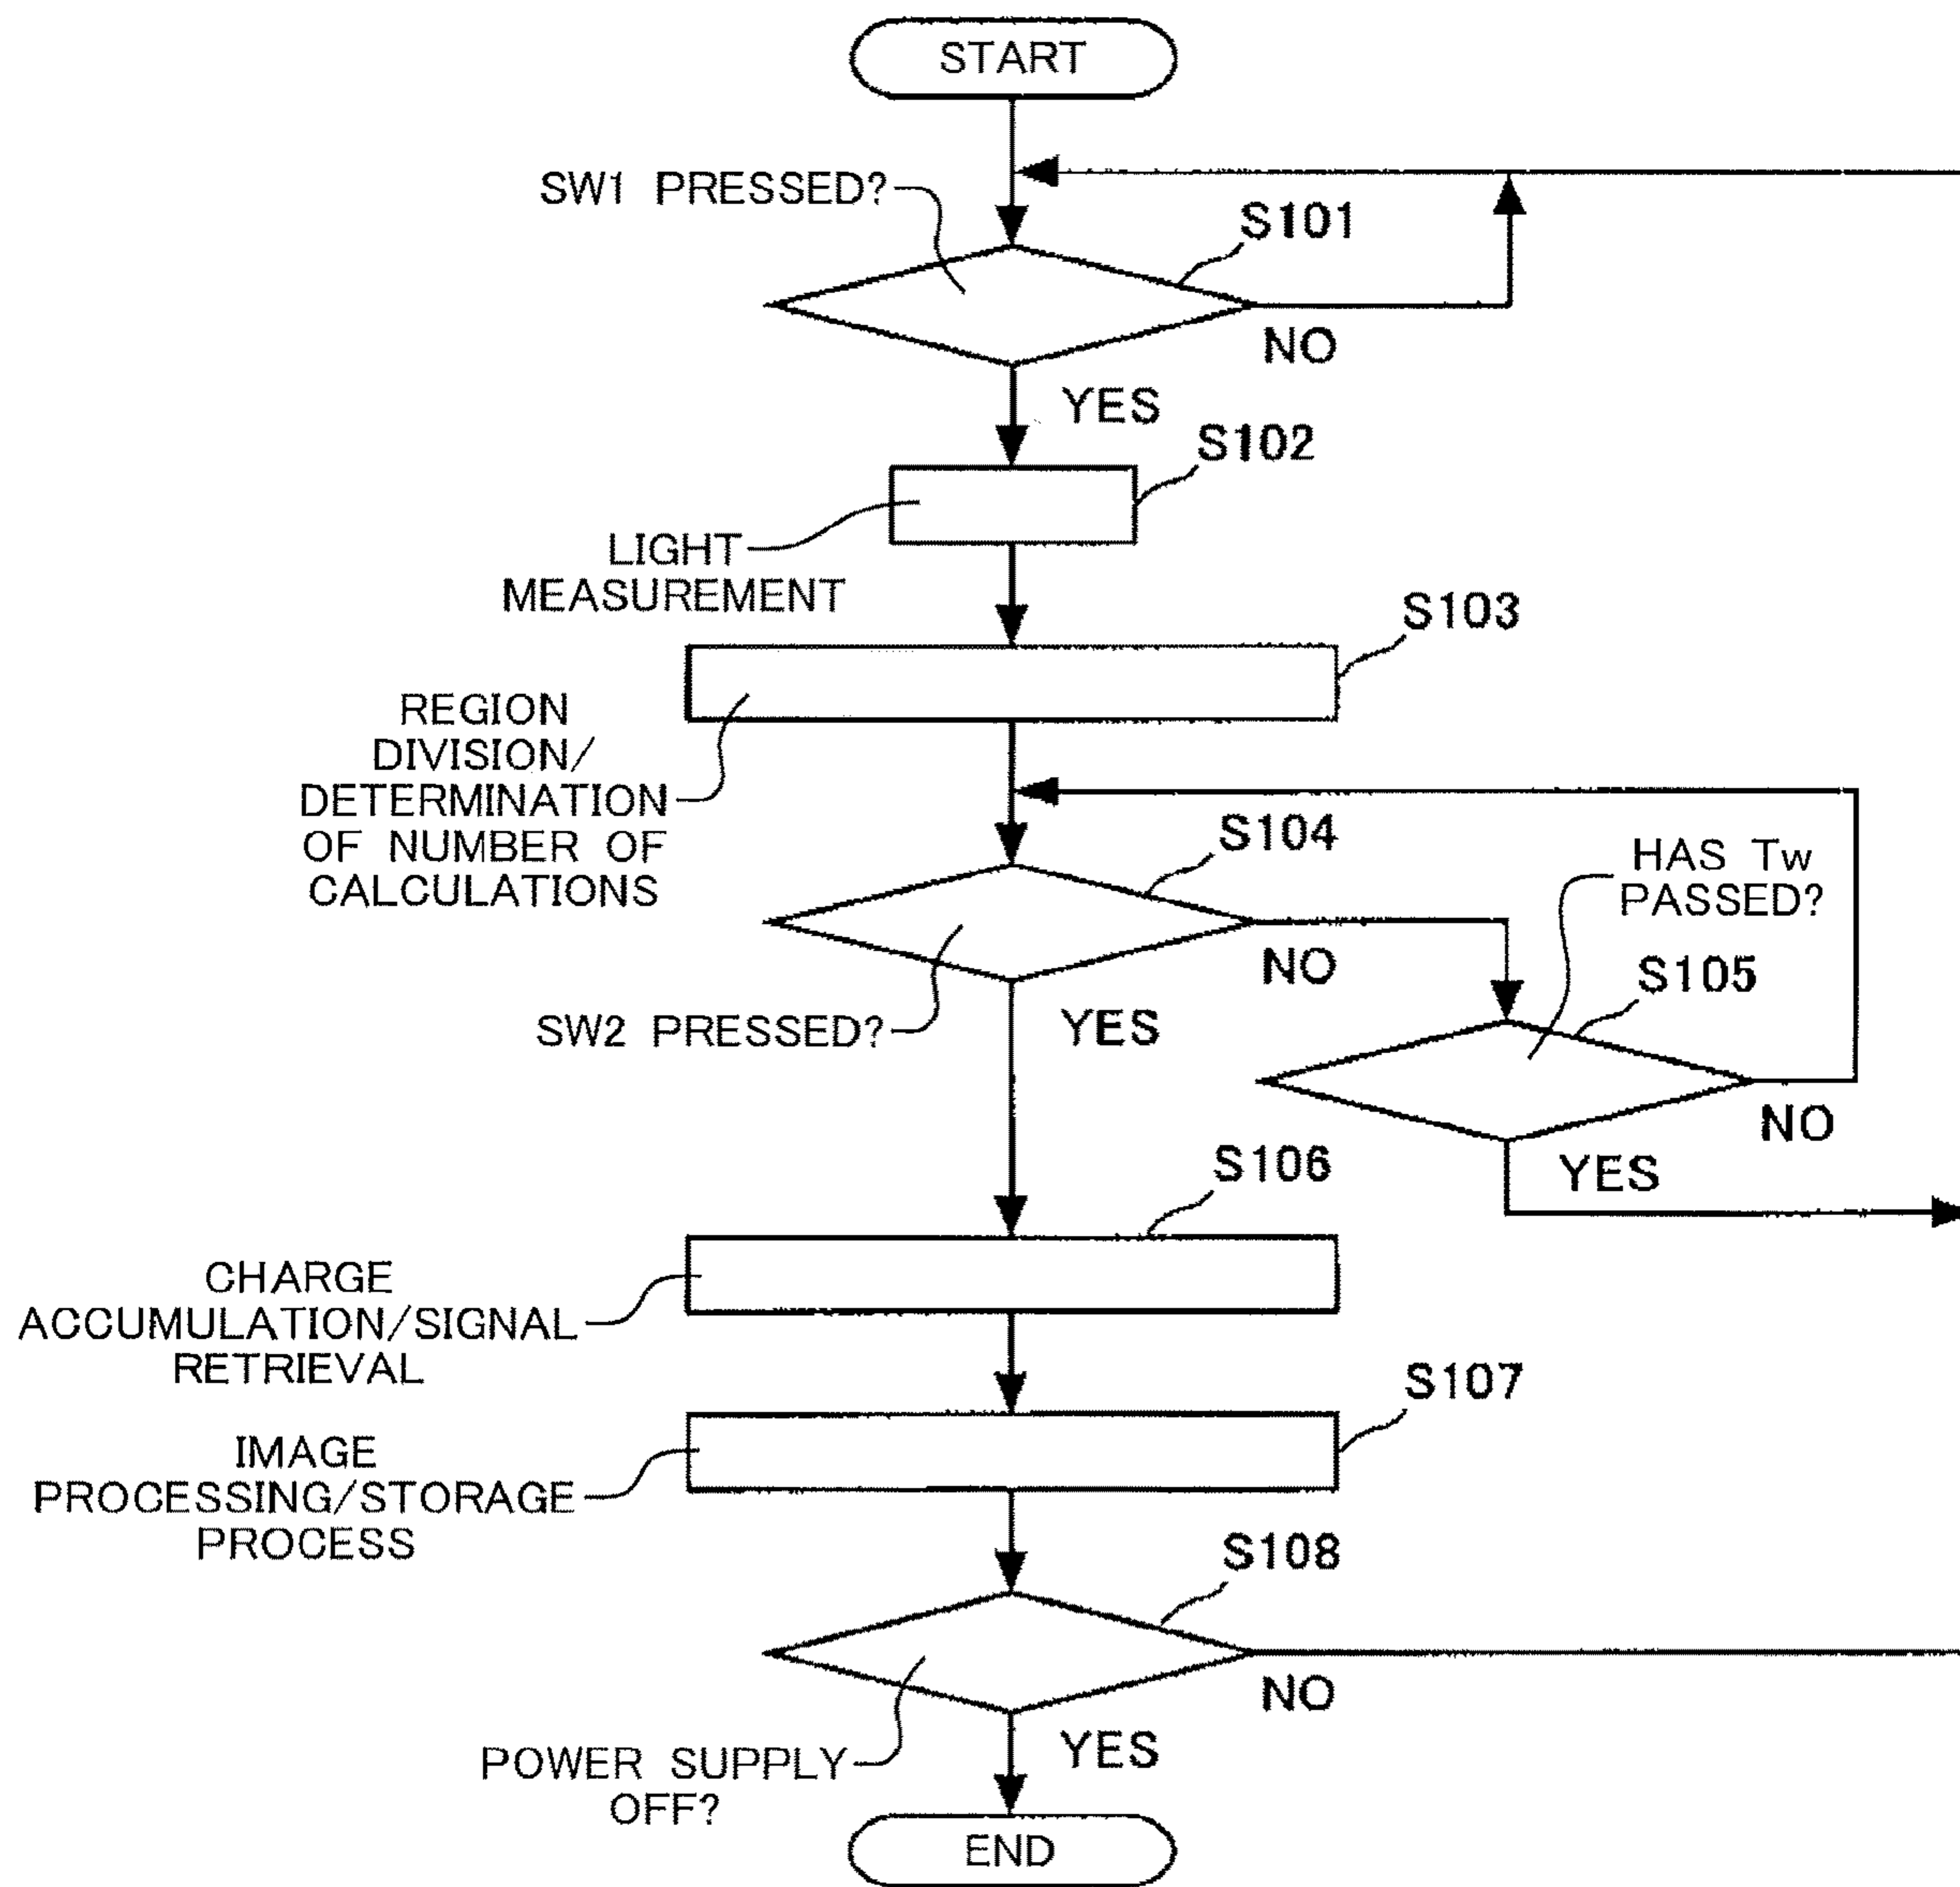 START
SW1 PRESSED?
S101
NO
YES
S102
LIGHT
MEASUREMENT
S103
REGION
DIVISION/
DETERMINATION
OF NUMBER OF
CALCULATIONS
S104
HAS Tw
PASSED?
NO
S105
SW2 PRESSED?
YES
NO
YES
S106
CHARGE
ACCUMULATION/SIGNAL
RETRIEVAL
S107
IMAGE
PROCESSING/STORAGE
PROCESS
S108
NO
POWER SUPPLY
OFF?
YES
END